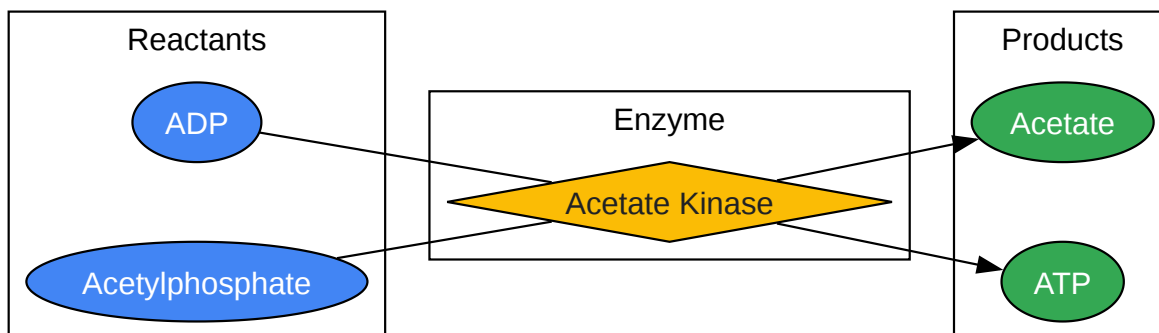 Reactants
ADP
Acetylphosphate
Enzyme
Acetate Kinase
Products
Acetate
ATP